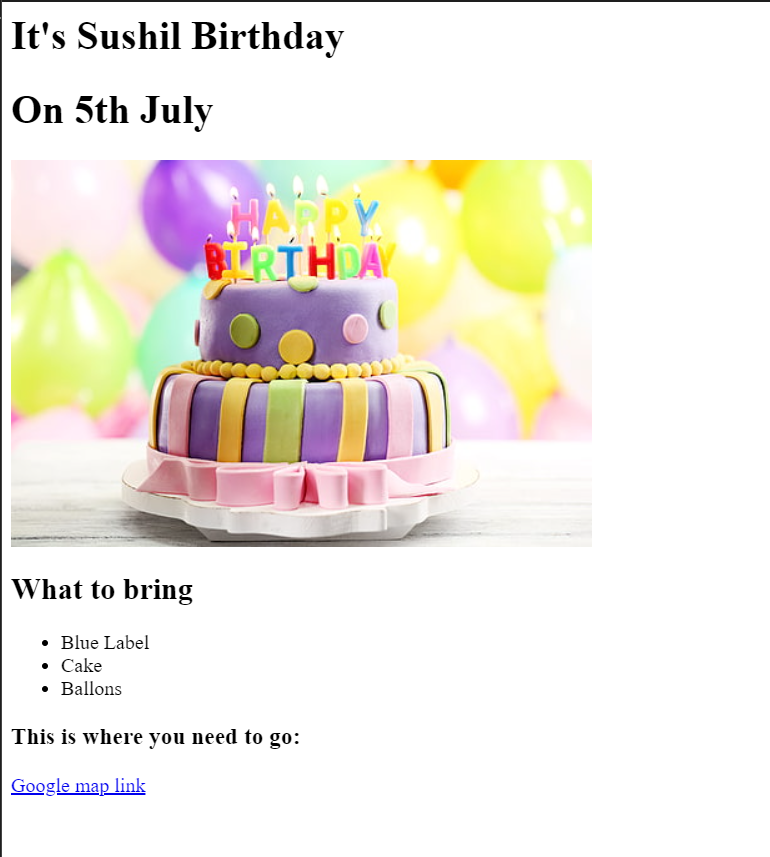 It's Sushil Birthday
On 5th July
HAPPY
BIRTHDAY
What to bring
Blue Label
Cake
Ballons
This is where you need to go:
Google map link